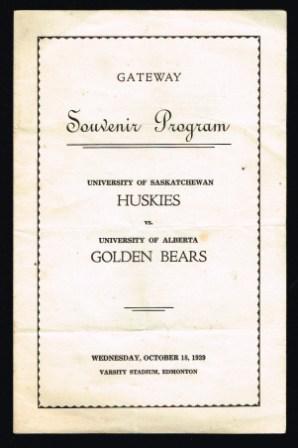 GATEWAY
Souvenir Program
UNIVERSITY OF SASKATCHEWAN
HUSKIES
vs.
UNIVERSITY OF ALBERTA
GOLDEN BEARS
WEDNESDAY, OCTOBER 18, 1939
VARSITY STADIUM, EDMONTON